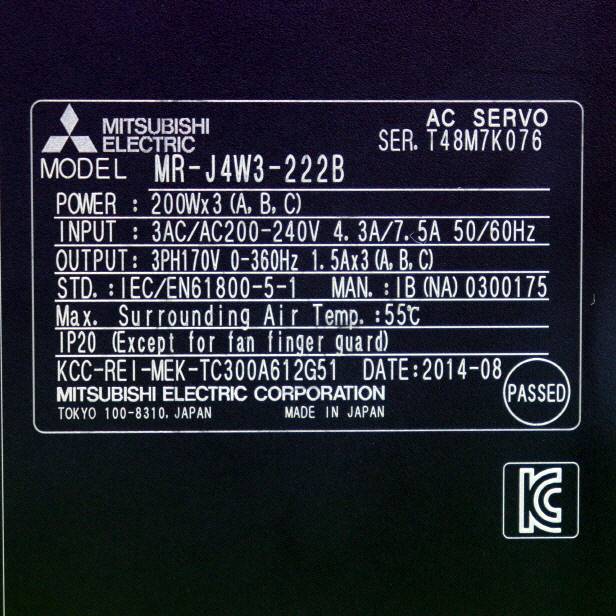 MITSUBISHI
ELECTRIC
AC SERVO
SER. T48M7K076
MODEL MR-J4W3-222B
POWER : 200Wx3 (A, B, C)
INPUT : 3AC/AC200-240V 4.3A/7.5A 50/60Hz
OUTPUT: 3PH170V 0-360Hz 1.5Ax3 (A, B, C)
STD. : IEC/EN61800-5-1 MAN. : IB (NA) 0300175
Max. Surrounding Air Temp. : 55℃
IP20 (Except for fan finger guard)
KCC-REI-MEK-TC300A612G51 DATE:2014-08
MITSUBISHI ELECTRIC CORPORATION
TOKYO 100-8310, JAPAN MADE IN JAPAN
PASSED
KC